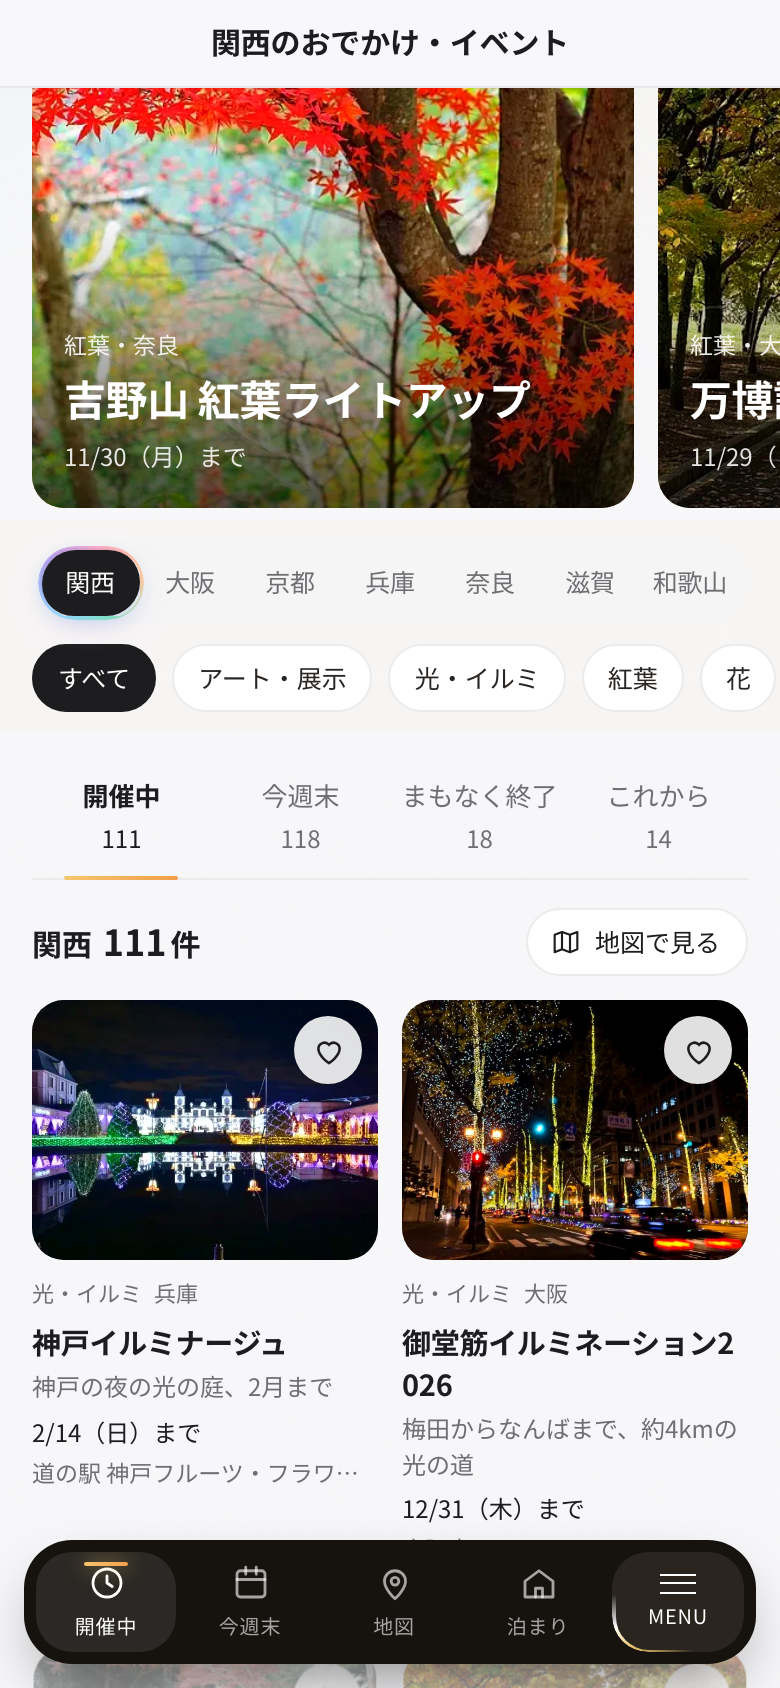 関西のおでかけ・イベント
紅葉・奈良
吉野山 紅葉ライトアップ
11/30（月）まで
紅葉・大
万博
11/29（
関西
大阪
京都
兵庫
奈良
滋賀
和歌山
すべて
アート・展示
光・イルミ
紅葉
花
開催中
111
今週末
118
まもなく終了
18
これから
14
関西 111件
地図で見る
光・イルミ 兵庫
神戸イルミナージュ
神戸の夜の光の庭、2月まで
2/14（日）まで
道の駅 神戸フルーツ・フラワ…
光・イルミ 大阪
御堂筋イルミネーション2
026
梅田からなんばまで、約4kmの
光の道
12/31（木）まで
開催中
今週末
地図
泊まり
MENU